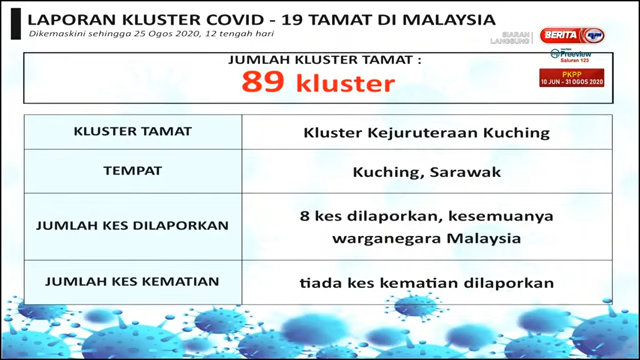 LAPORAN KLUSTER COVID - 19 TAMAT DI MALAYSIA
Dikemaskini sehingga 25 Ogos 2020, 12 tengah hari
SIARAN
LANGSUNG
BERITA
Freeview
Saluran 123
PKPP
10 JUN - 31 OGOS 2020
JUMLAH KLUSTER TAMAT :
89 kluster
KLUSTER TAMAT
Kluster Kejuruteraan Kuching
TEMPAT
Kuching, Sarawak
JUMLAH KES DILAPORKAN
8 kes dilaporkan, kesemuanya
warganegara Malaysia
JUMLAH KES KEMATIAN
tiada kes kematian dilaporkan